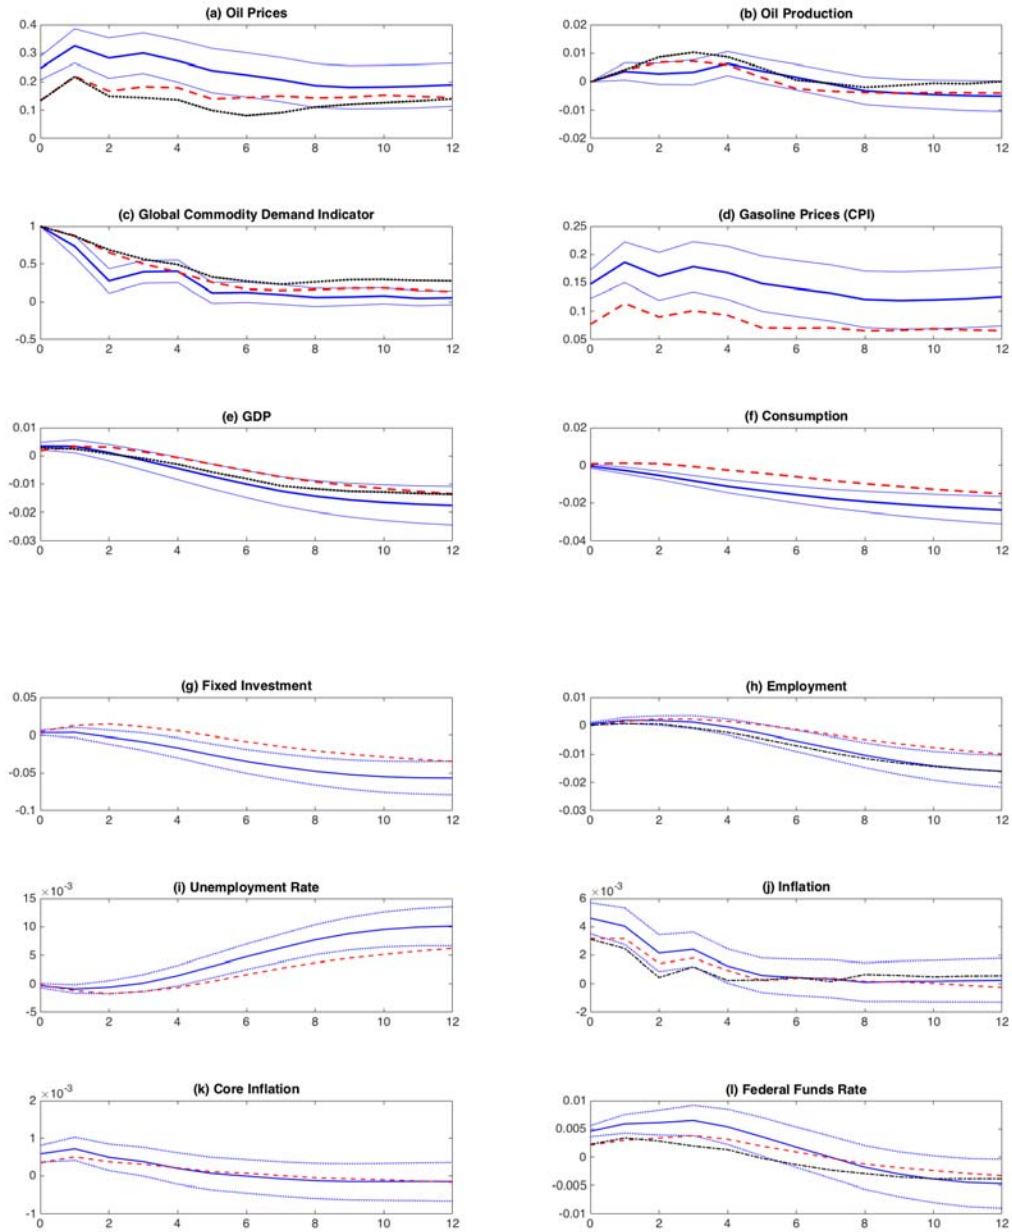 (a) Oil Prices
0.4
0.3
0.2
0.1
0
0 2 4 6 8 10 12
(b) Oil Production
0.02
0.01
0
-0.01
-0.02
0 2 4 6 8 10 12
(c) Global Commodity Demand Indicator
1
0.5
0
-0.5
0 2 4 6 8 10 12
(d) Gasoline Prices (CPI)
0.25
0.2
0.15
0.1
0.05
0 2 4 6 8 10 12
(e) GDP
0.01
0
-0.01
-0.02
-0.03
0 2 4 6 8 10 12
(f) Consumption
0.02
0
-0.02
-0.04
0 2 4 6 8 10 12
(g) Fixed Investment
0.05
0
-0.05
-0.1
0 2 4 6 8 10 12
(h) Employment
0.01
0
-0.01
-0.02
-0.03
0 2 4 6 8 10 12
(i) Unemployment Rate
×10⁻³
15
10
5
0
-5
0 2 4 6 8 10 12
(j) Inflation
×10⁻³
6
4
2
0
-2
0 2 4 6 8 10 12
(k) Core Inflation
×10⁻³
2
1
0
-1
0 2 4 6 8 10 12
(l) Federal Funds Rate
0.01
0.005
0
-0.005
-0.01
0 2 4 6 8 10 12